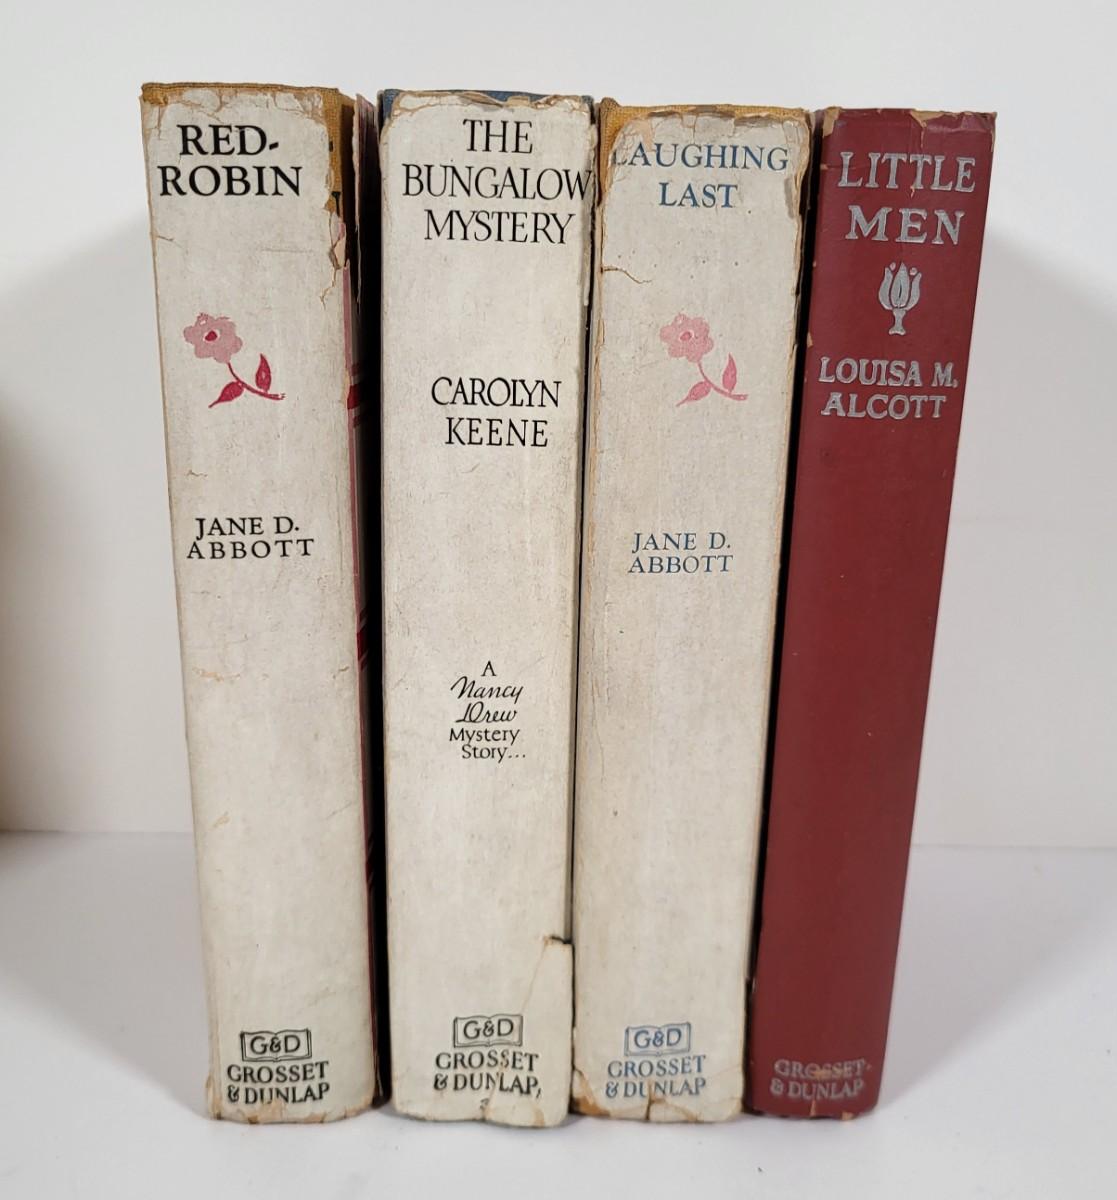 RED-
ROBIN
JANE D.
ABBOTT
G&D
GROSSET
& DUNLAP
THE
BUNGALOW
MYSTERY
CAROLYN
KEENE
A
Nancy
Drew
Mystery
Story...
G&D
GROSSET
& DUNLAP,
LAUGHING
LAST
JANE D.
ABBOTT
G&D
GROSSET
& DUNLAP
LITTLE
MEN
LOUISA M.
ALCOTT
GROSSET
& DUNLAP